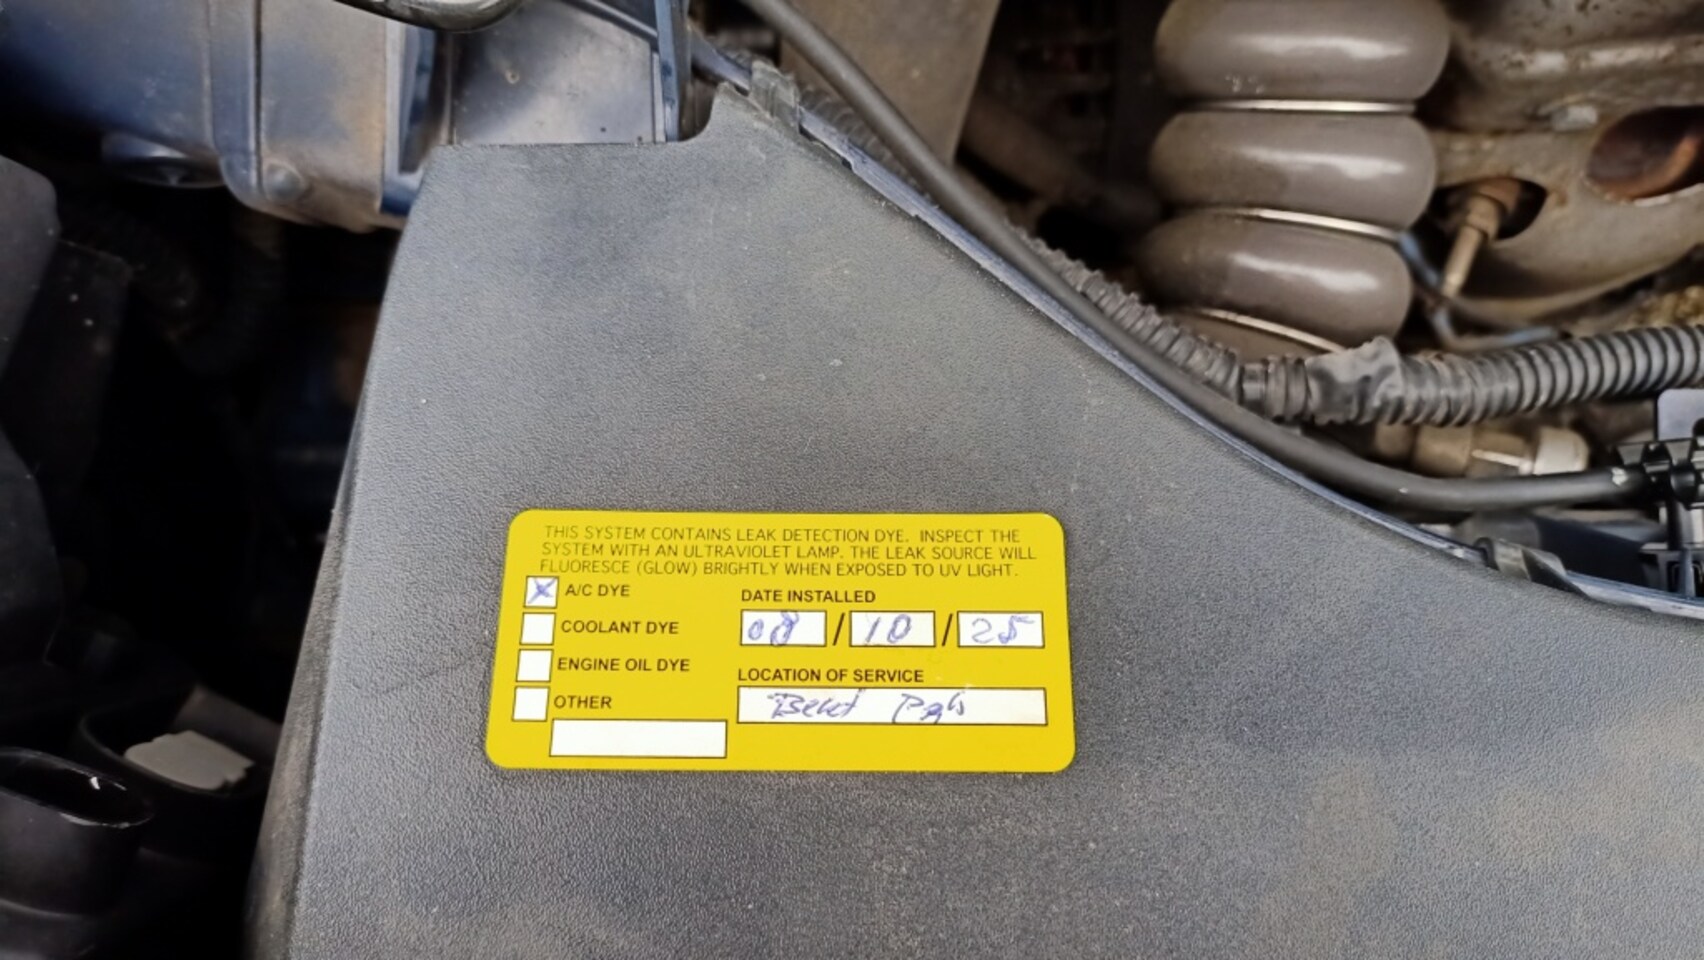 THIS SYSTEM CONTAINS LEAK DETECTION DYE. INSPECT THE
SYSTEM WITH AN ULTRAVIOLET LAMP. THE LEAK SOURCE WILL
FLUORESCE (GLOW) BRIGHTLY WHEN EXPOSED TO UV LIGHT.
A/C DYE
COOLANT DYE
ENGINE OIL DYE
OTHER
DATE INSTALLED
08 / 10 / 25
LOCATION OF SERVICE